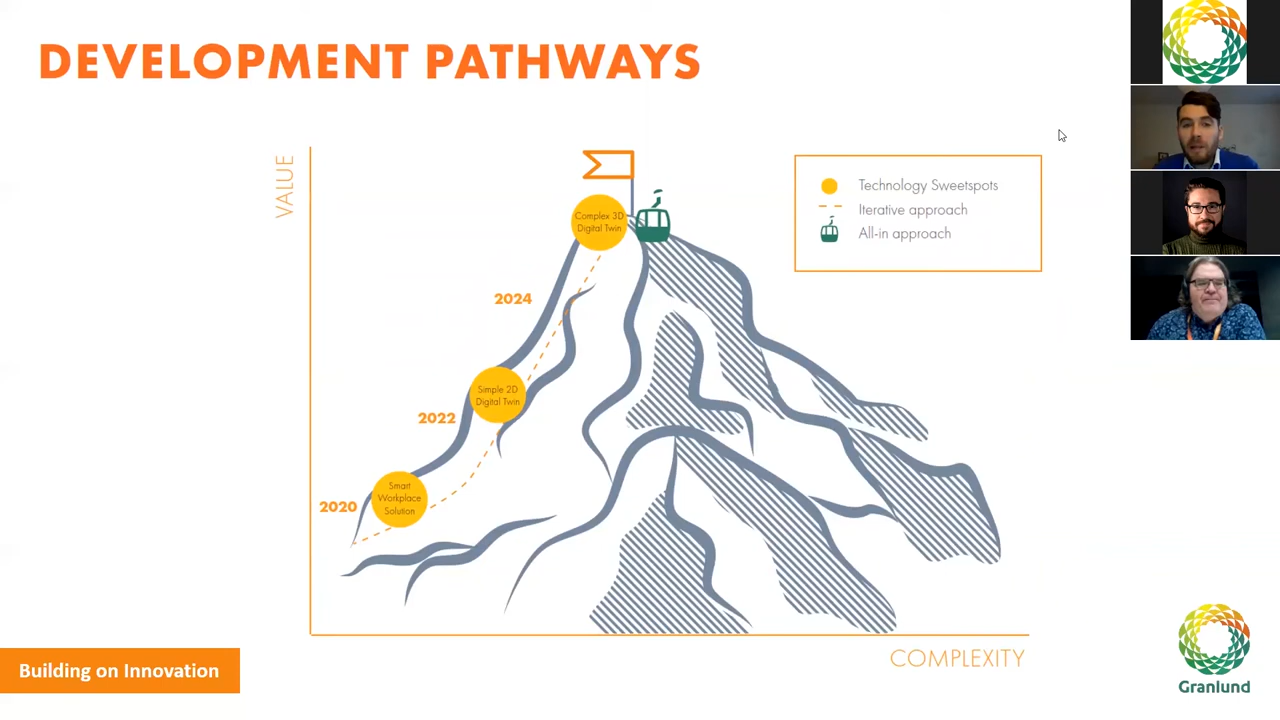 DEVELOPMENT PATHWAYS
VALUE
Technology Sweetspots
Iterative approach
All-in approach
Complex 3D
Digital Twin
2024
Simple 2D
Digital Twin
2022
Smart
Workplace
Solution
2020
COMPLEXITY
Building on Innovation
Granlund